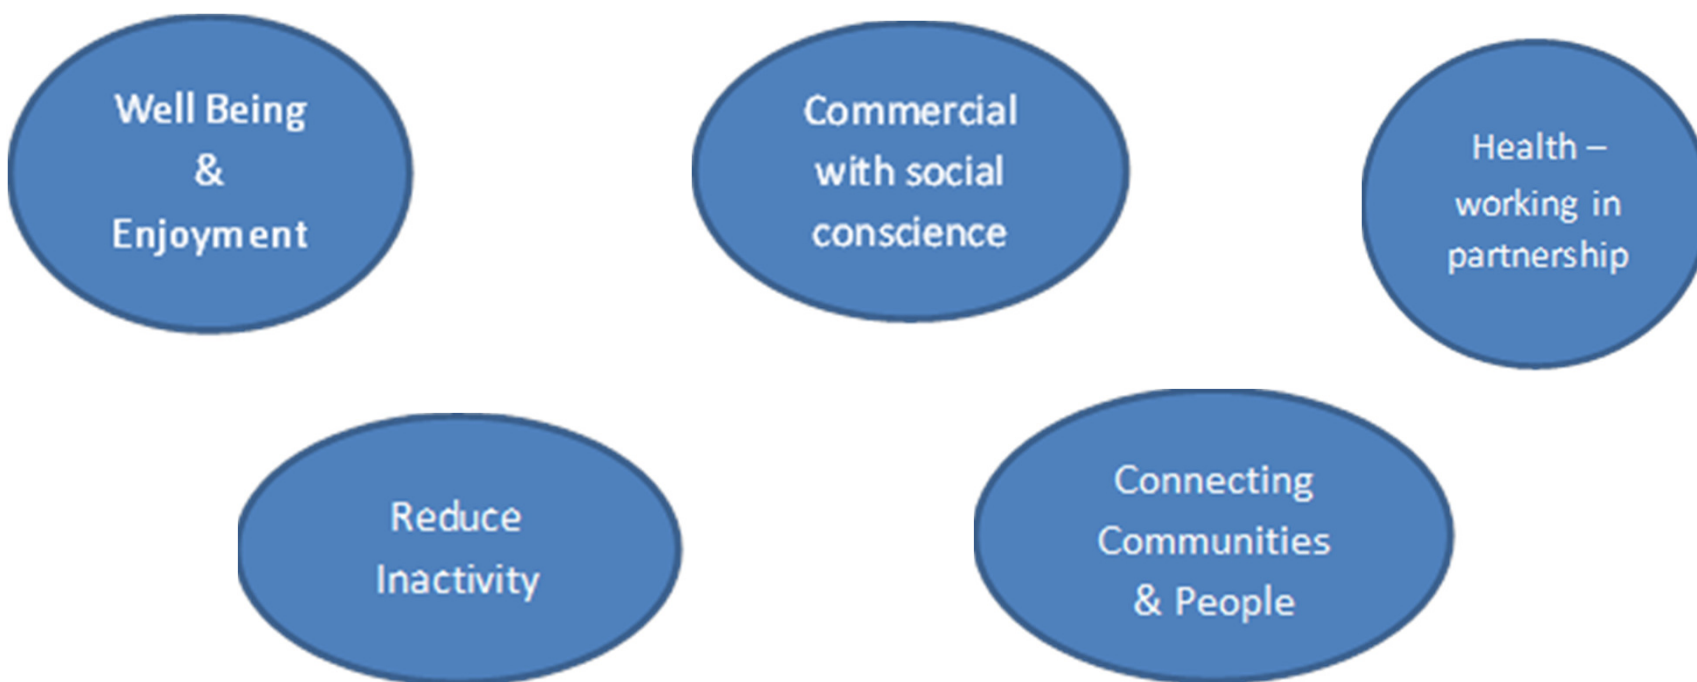 Well Being
&
Enjoyment
Commercial
with social
conscience
Health –
working in
partnership
Reduce
Inactivity
Connecting
Communities
& People